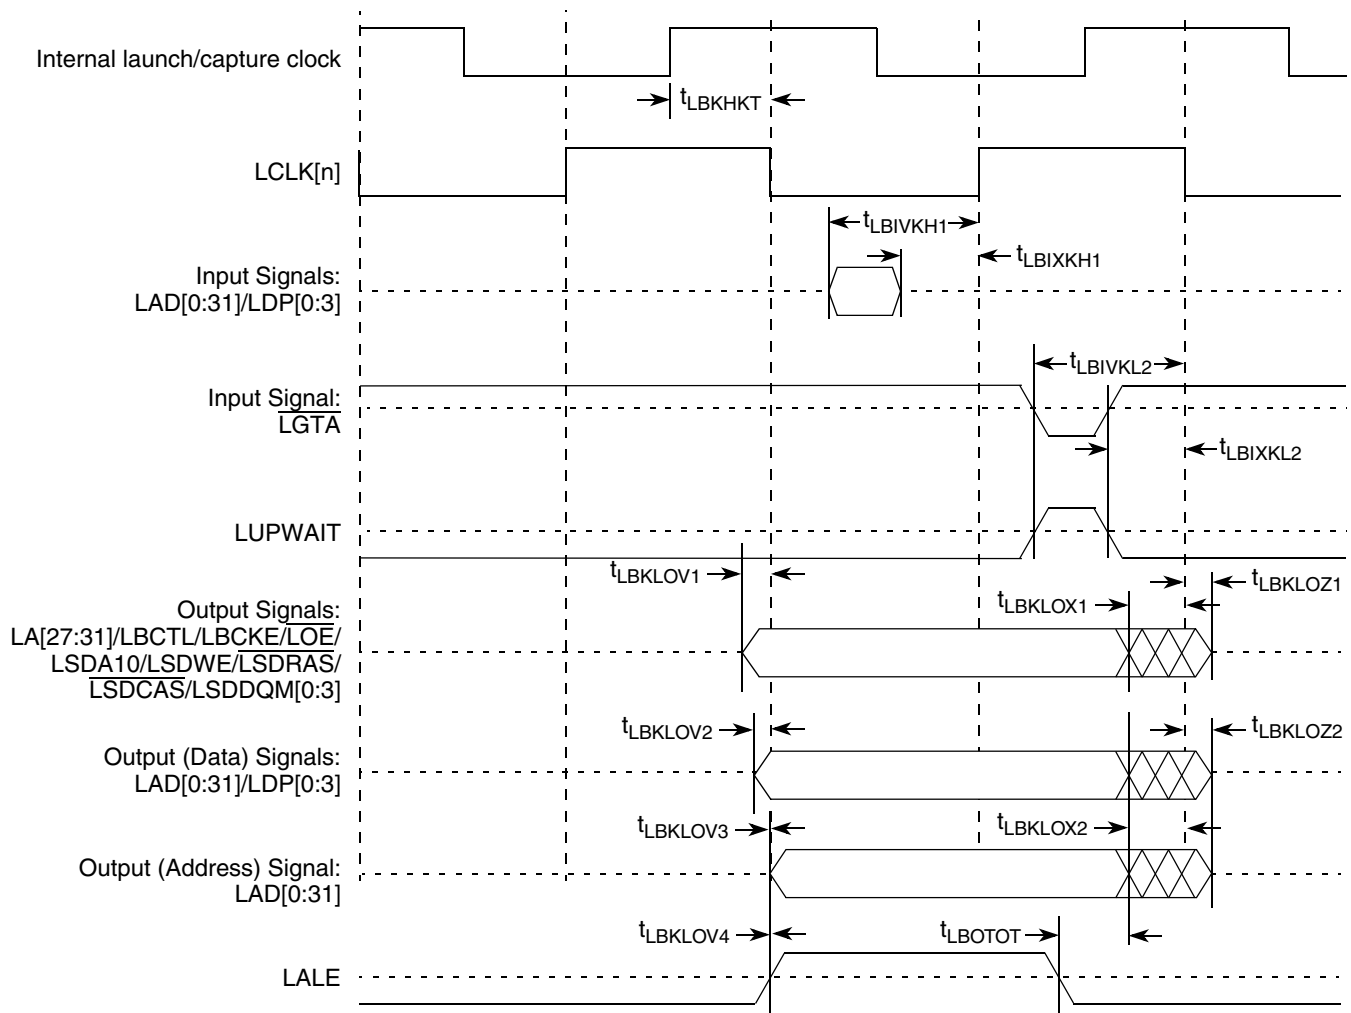 Internal launch/capture clock
tLBKHKT
LCLK[n]
tLBIVKH1
tLBIXKH1
Input Signals:
LAD[0:31]/LDP[0:3]
tLBIVKL2
Input Signal:
LGTA
tLBIXKL2
LUPWAIT
tLBKLOV1
tLBKLOZ1
tLBKLOX1
Output Signals:
LA[27:31]/LBCTL/LBCKE/LOE/
LSDA10/LSDWE/LSDRAS/
LSDCAS/LSDDQM[0:3]
tLBKLOV2
tLBKLOZ2
Output (Data) Signals:
LAD[0:31]/LDP[0:3]
tLBKLOV3
tLBKLOX2
Output (Address) Signal:
LAD[0:31]
tLBKLOV4
tLBOTOT
LALE